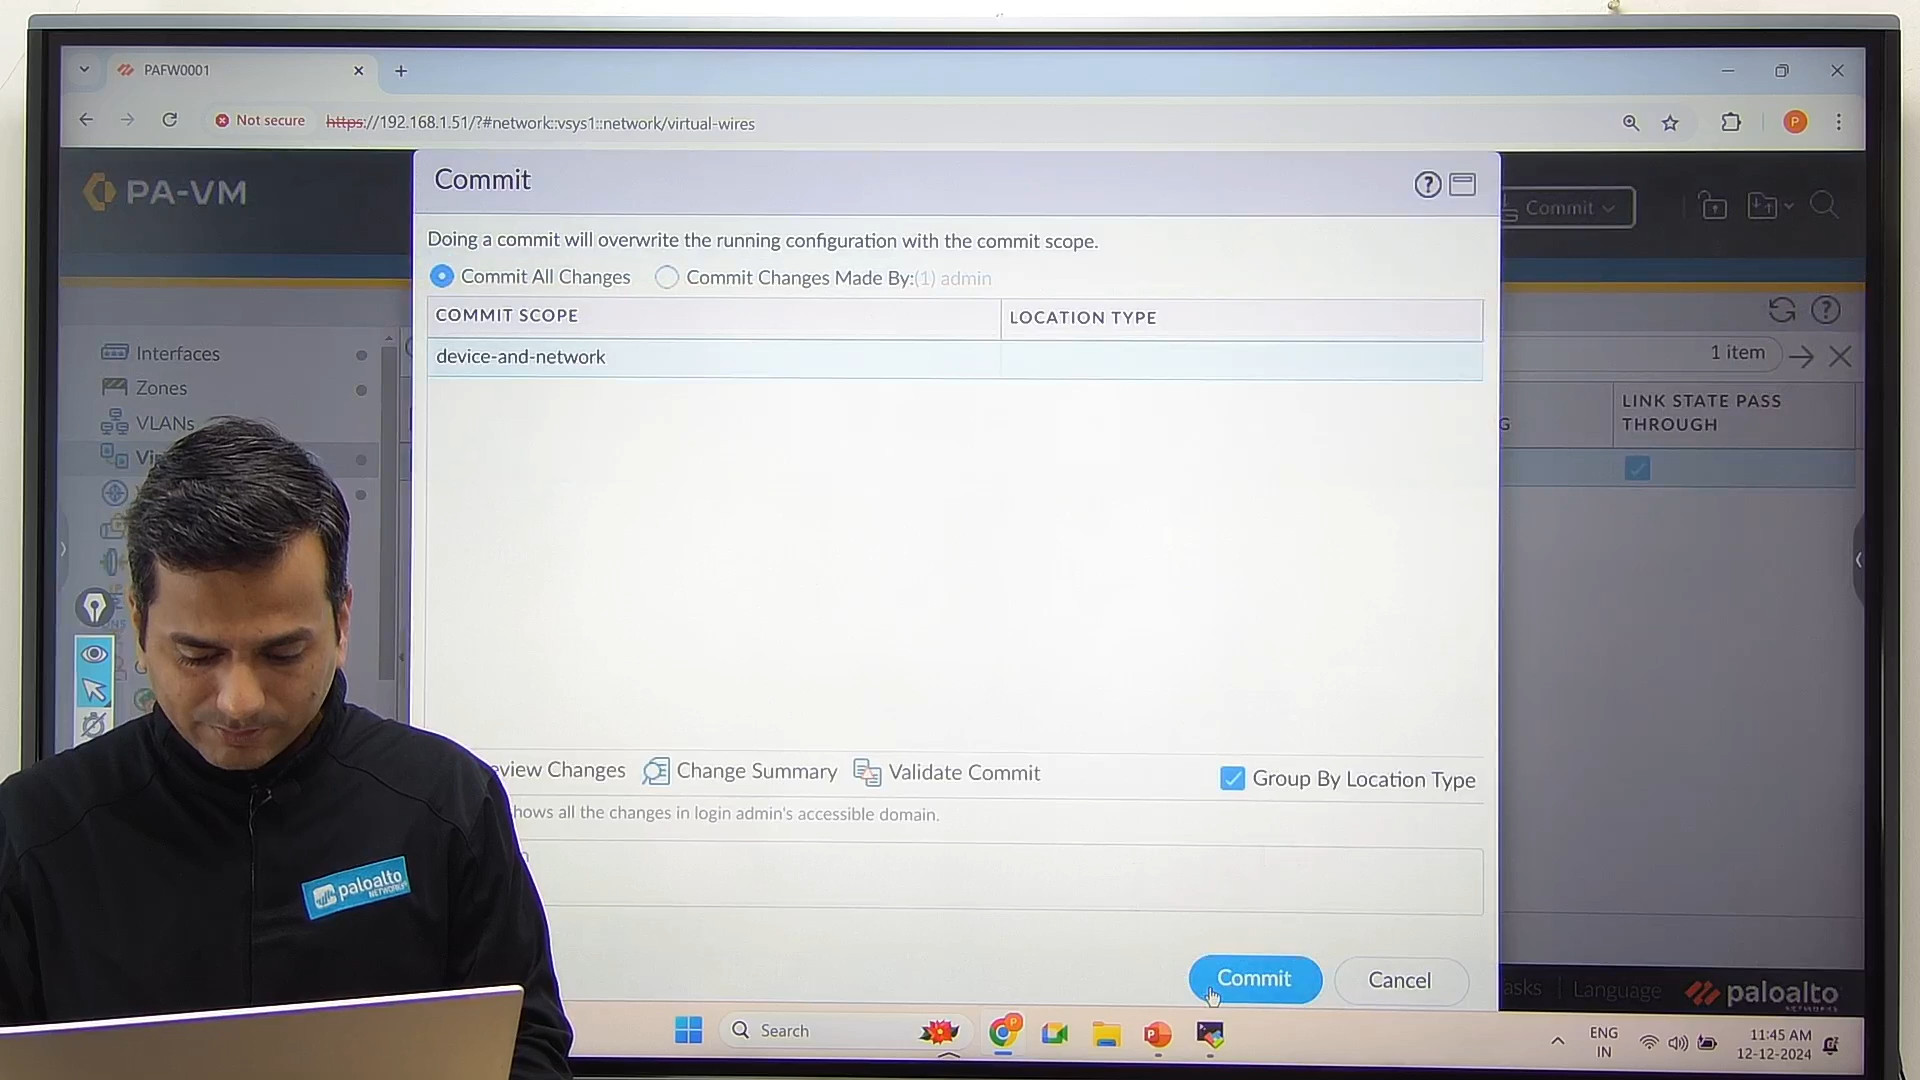 PAFW0001
Not secure https://192.168.1.51/?#network::vsys1::network/virtual-wires
P
PA-VM
Commit
Commit
Doing a commit will overwrite the running configuration with the commit scope.
Commit All Changes Commit Changes Made By:(1) admin
COMMIT SCOPE LOCATION TYPE
device-and-network
Interfaces
Zones
VLANs
1 item
LINK STATE PASS
THROUGH
Change Summary Validate Commit Group By Location Type
all the changes in login admin's accessible domain.
paloalto
NETWORKS
Commit Cancel
Language paloalto
NETWORKS
Search
ENG
IN
11:45 AM
12-12-2024